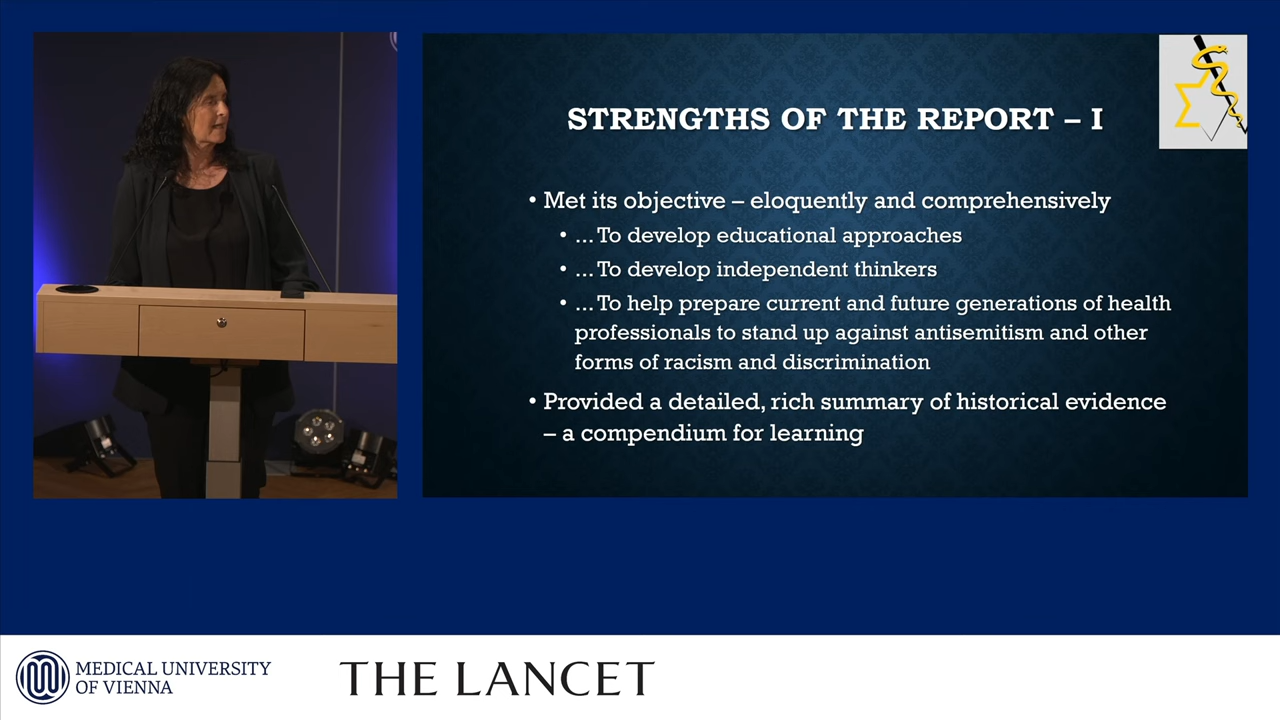 STRENGTHS OF THE REPORT – I
• Met its objective – eloquently and comprehensively
• …To develop educational approaches
• …To develop independent thinkers
• …To help prepare current and future generations of health
professionals to stand up against antisemitism and other
forms of racism and discrimination
• Provided a detailed, rich summary of historical evidence
– a compendium for learning
MEDICAL UNIVERSITY
OF VIENNA
THE LANCET